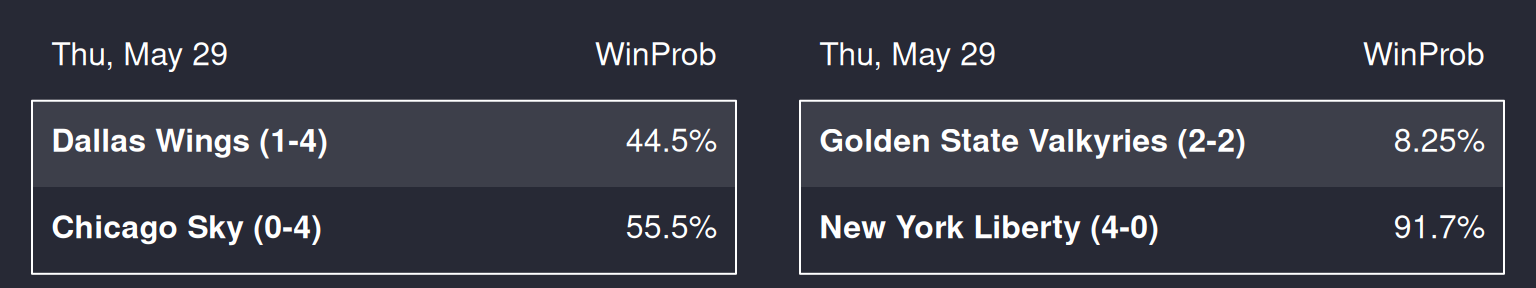 Thu, May 29 WinProb
Dallas Wings (1-4) 44.5%
Chicago Sky (0-4) 55.5%
Thu, May 29 WinProb
Golden State Valkyries (2-2) 8.25%
New York Liberty (4-0) 91.7%